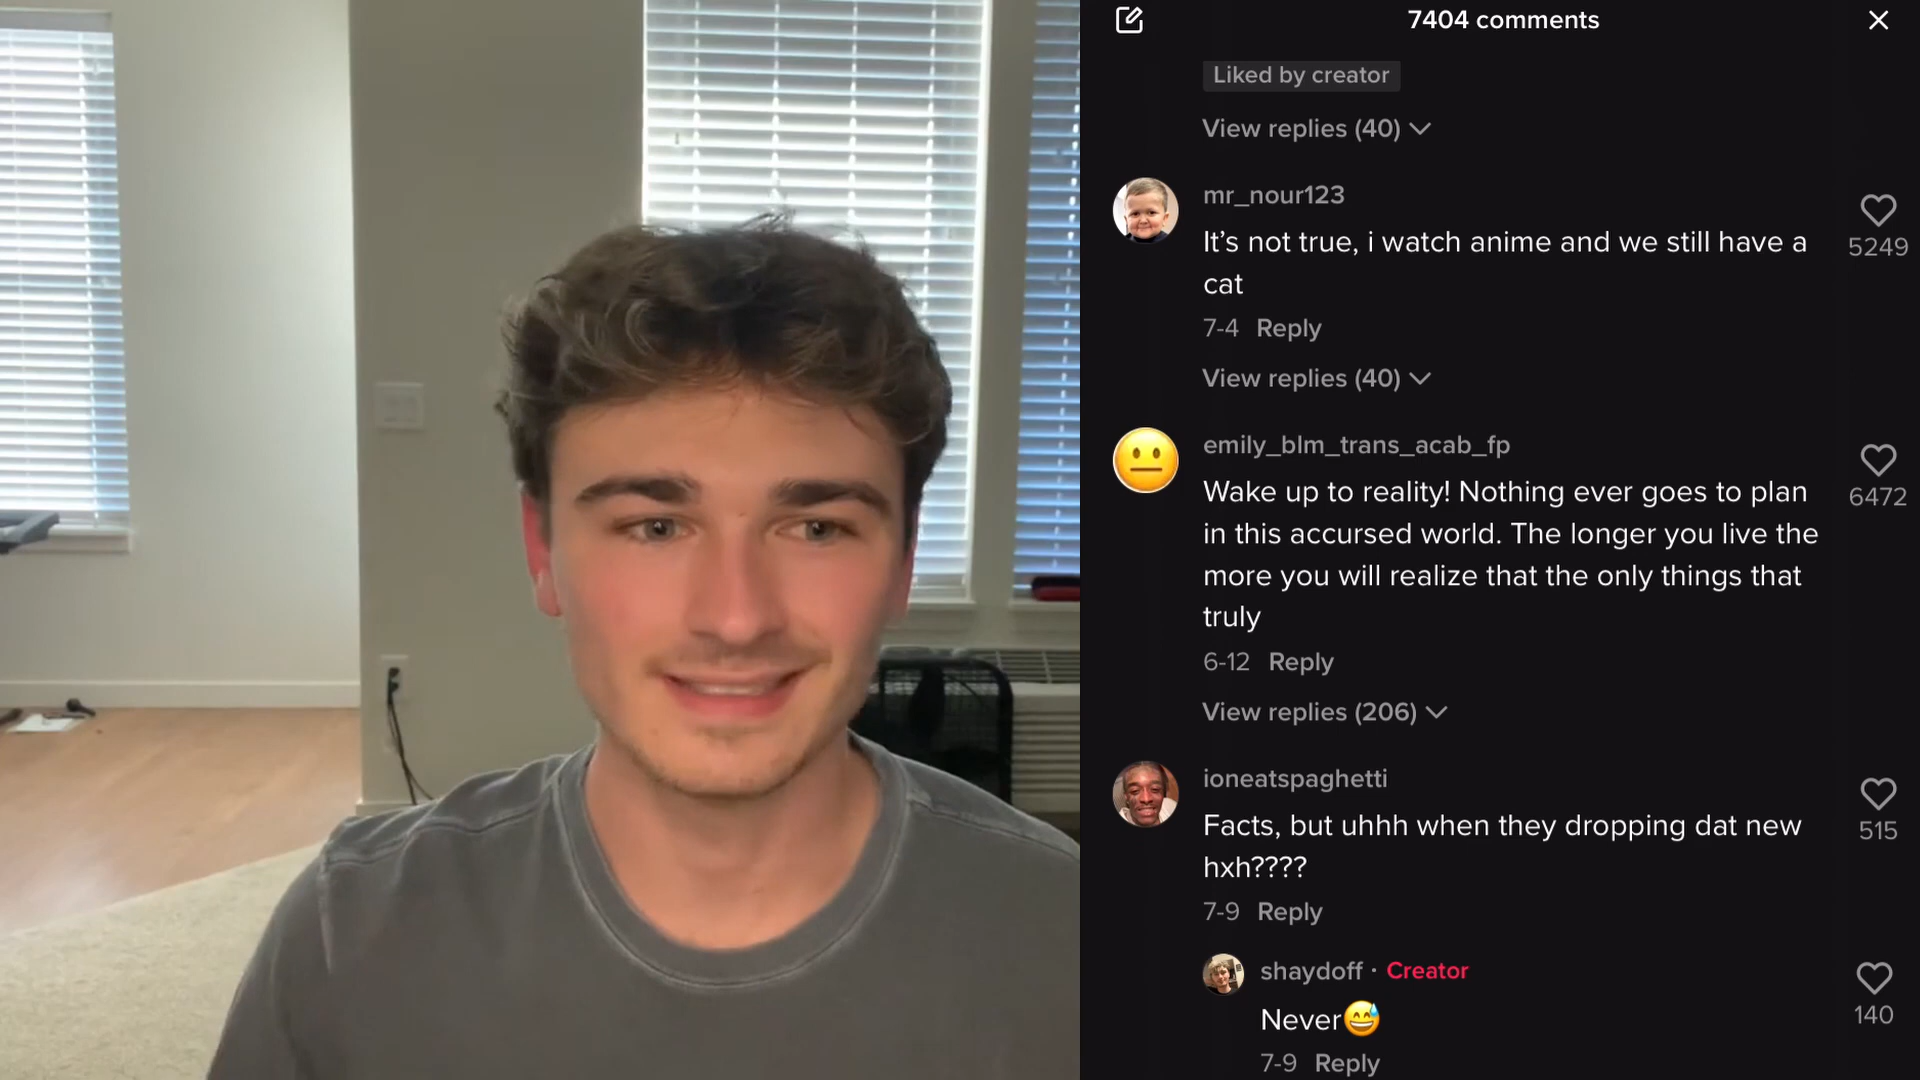 7404 comments
Liked by creator
View replies (40)
mr_nour123
It’s not true, i watch anime and we still have a
cat
5249
7-4 Reply
View replies (40)
emily_blm_trans_acab_fp
Wake up to reality! Nothing ever goes to plan
in this accursed world. The longer you live the
more you will realize that the only things that
truly
6472
6-12 Reply
View replies (206)
ioneatspaghetti
Facts, but uhhh when they dropping dat new
hxh????
515
7-9 Reply
shaydoff · Creator
Never😅
140
7-9 Reply